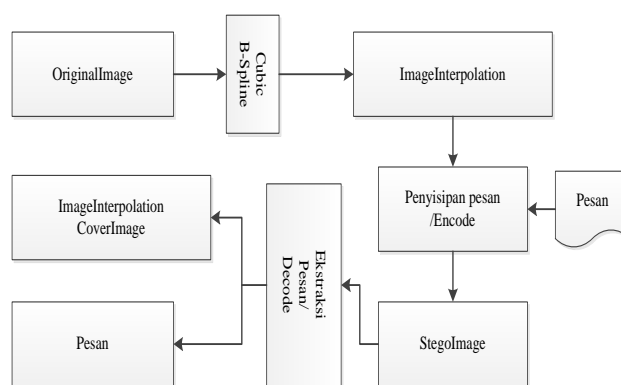 OriginalImage
Cubic
B-Spline
ImageInterpolation
Penyisipan pesan
/Encode
Pesan
ImageInterpolation
CoverImage
Ekstraksi
Pesan/
Decode
Pesan
StegoImage